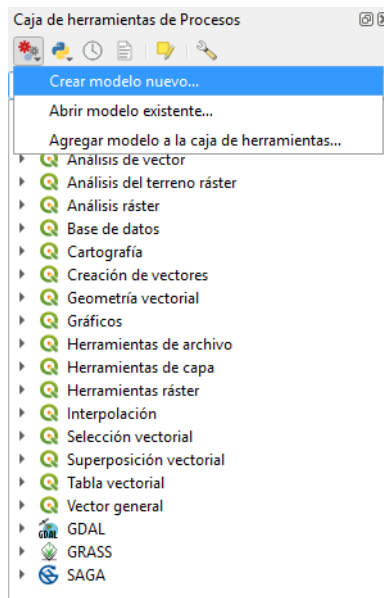 Caja de herramientas de Procesos
Crear modelo nuevo...
Abrir modelo existente...
Agregar modelo a la caja de herramientas...
Análisis de vector
Análisis del terreno ráster
Análisis ráster
Base de datos
Cartografía
Creación de vectores
Geometría vectorial
Gráficos
Herramientas de archivo
Herramientas de capa
Herramientas ráster
Interpolación
Selección vectorial
Superposición vectorial
Tabla vectorial
Vector general
GDAL GDAL
GRASS
SAGA